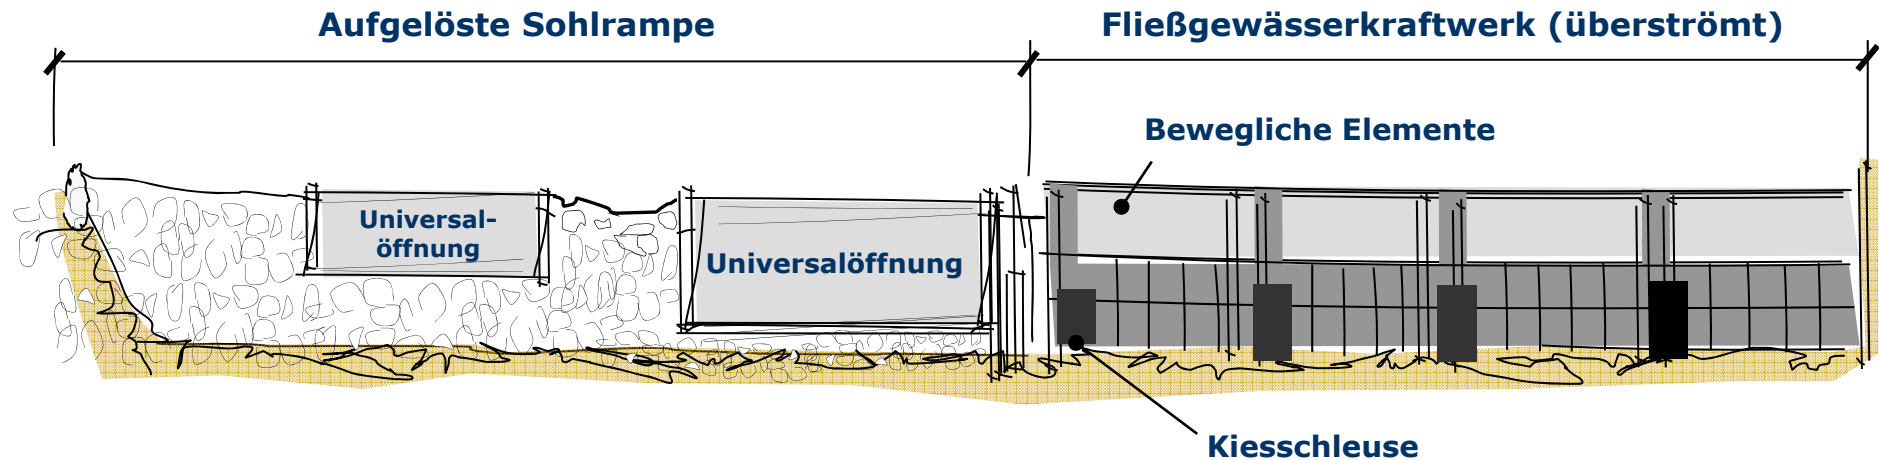 Aufgelöste Sohlrampe
Fließgewässerkraftwerk (überströmt)
Bewegliche Elemente
Universal-
öffnung
Universalöffnung
Kiesschleuse